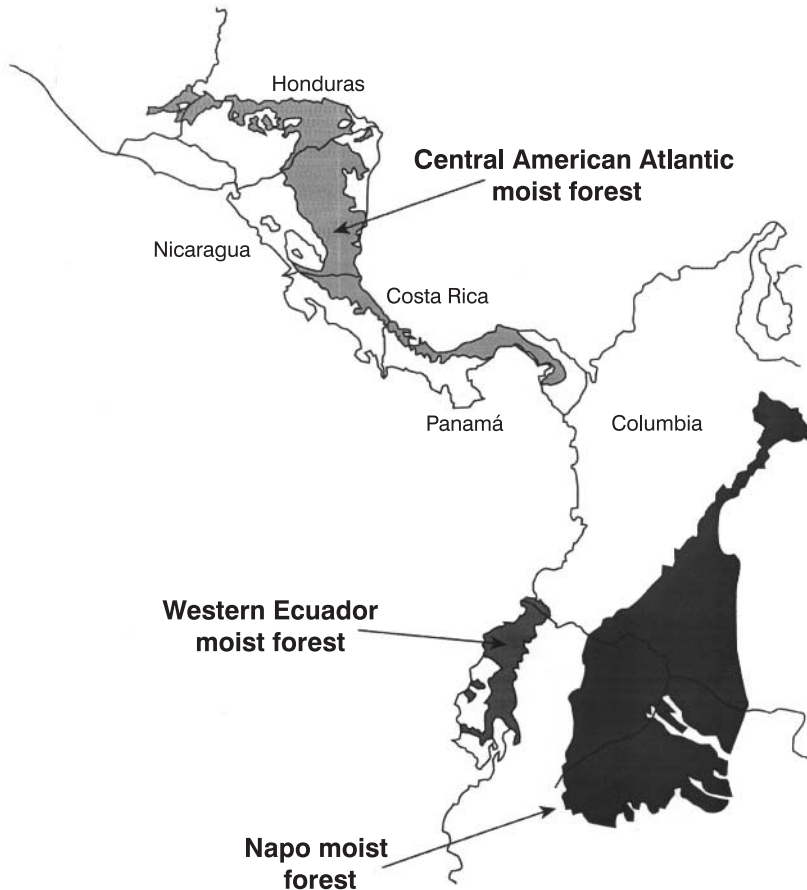 Honduras
Central American Atlantic
moist forest
Nicaragua
Costa Rica
Panamá
Columbia
Western Ecuador
moist forest
Napo moist
forest